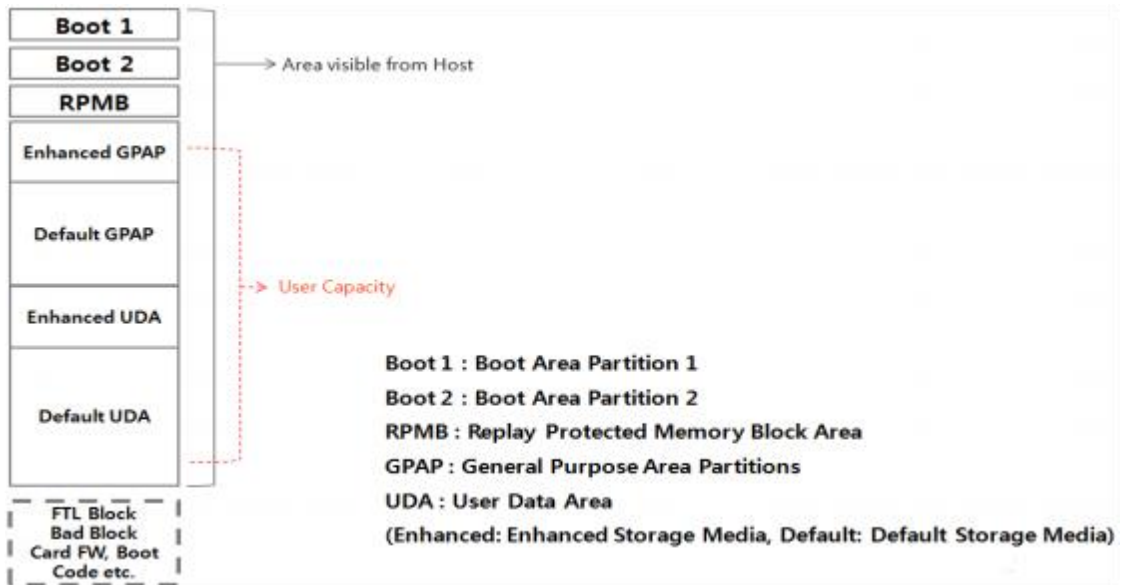 Boot 1
Boot 2
Area visible from Host
RPMB
Enhanced GPAP
Default GPAP
User Capacity
Enhanced UDA
Default UDA
Boot 1 : Boot Area Partition 1
Boot 2 : Boot Area Partition 2
RPMB : Replay Protected Memory Block Area
GPAP : General Purpose Area Partitions
UDA : User Data Area
(Enhanced: Enhanced Storage Media, Default: Default Storage Media)
FTL Block
Bad Block
Card FW, Boot
Code etc.